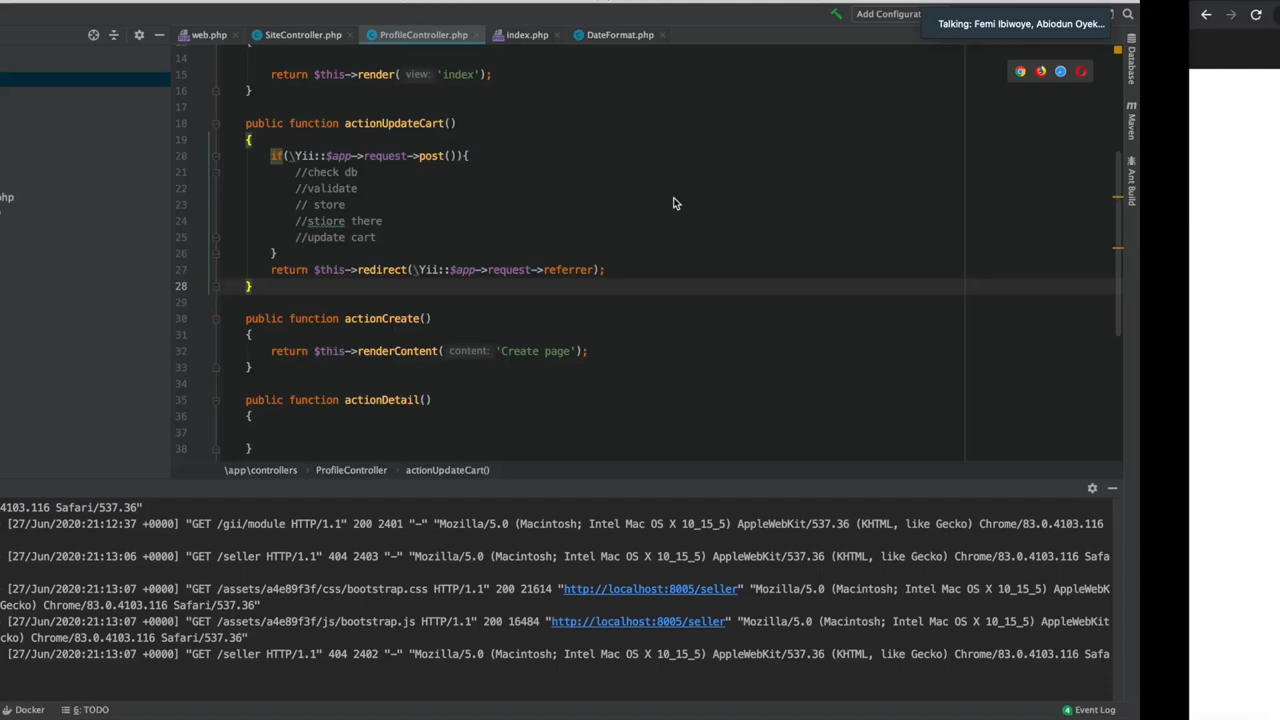 Add Configurat
Talking: Femi Ibiwoye, Abiodun Oyek...
web.php
SiteController.php
ProfileController.php
index.php
DateFormat.php
14
15 return $this->render( view: 'index');
16 }
17
18 public function actionUpdateCart()
19 {
20 if(\Yii::$app->request->post()){
21 //check db
22 //validate
23 // store
24 //stiore there
25 //update cart
26 }
27 return $this->redirect(\Yii::$app->request->referrer);
28 }
29
30 public function actionCreate()
31 {
32 return $this->renderContent( content: 'Create page');
33 }
34
35 public function actionDetail()
36 {
37
38 }
hp
Database
Maven
Ant Build
\app\controllers ProfileController actionUpdateCart()
4103.116 Safari/537.36"
[27/Jun/2020:21:12:37 +0000] "GET /gii/module HTTP/1.1" 200 2401 "-" "Mozilla/5.0 (Macintosh; Intel Mac OS X 10_15_5) AppleWebKit/537.36 (KHTML, like Gecko) Chrome/83.0.4103.116
[27/Jun/2020:21:13:06 +0000] "GET /seller HTTP/1.1" 404 2403 "-" "Mozilla/5.0 (Macintosh; Intel Mac OS X 10_15_5) AppleWebKit/537.36 (KHTML, like Gecko) Chrome/83.0.4103.116 Safa
[27/Jun/2020:21:13:07 +0000] "GET /assets/a4e89f3f/css/bootstrap.css HTTP/1.1" 200 21614 "http://localhost:8005/seller" "Mozilla/5.0 (Macintosh; Intel Mac OS X 10_15_5) AppleWebK
Gecko) Chrome/83.0.4103.116 Safari/537.36"
[27/Jun/2020:21:13:07 +0000] "GET /assets/a4e89f3f/js/bootstrap.js HTTP/1.1" 200 16484 "http://localhost:8005/seller" "Mozilla/5.0 (Macintosh; Intel Mac OS X 10_15_5) AppleWebKit
cko) Chrome/83.0.4103.116 Safari/537.36"
[27/Jun/2020:21:13:07 +0000] "GET /seller HTTP/1.1" 404 2402 "-" "Mozilla/5.0 (Macintosh; Intel Mac OS X 10_15_5) AppleWebKit/537.36 (KHTML, like Gecko) Chrome/83.0.4103.116 Safa
Docker
6: TODO
4 Event Log